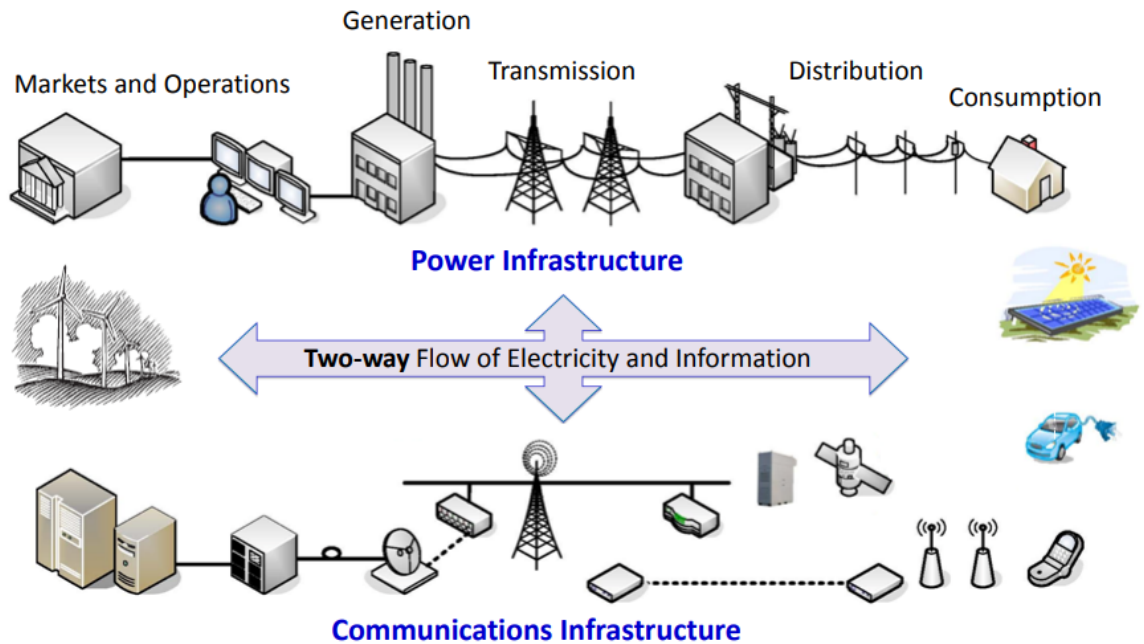 Generation
Markets and Operations
Transmission
Distribution
Consumption
Power Infrastructure
Two-way Flow of Electricity and Information
Communications Infrastructure